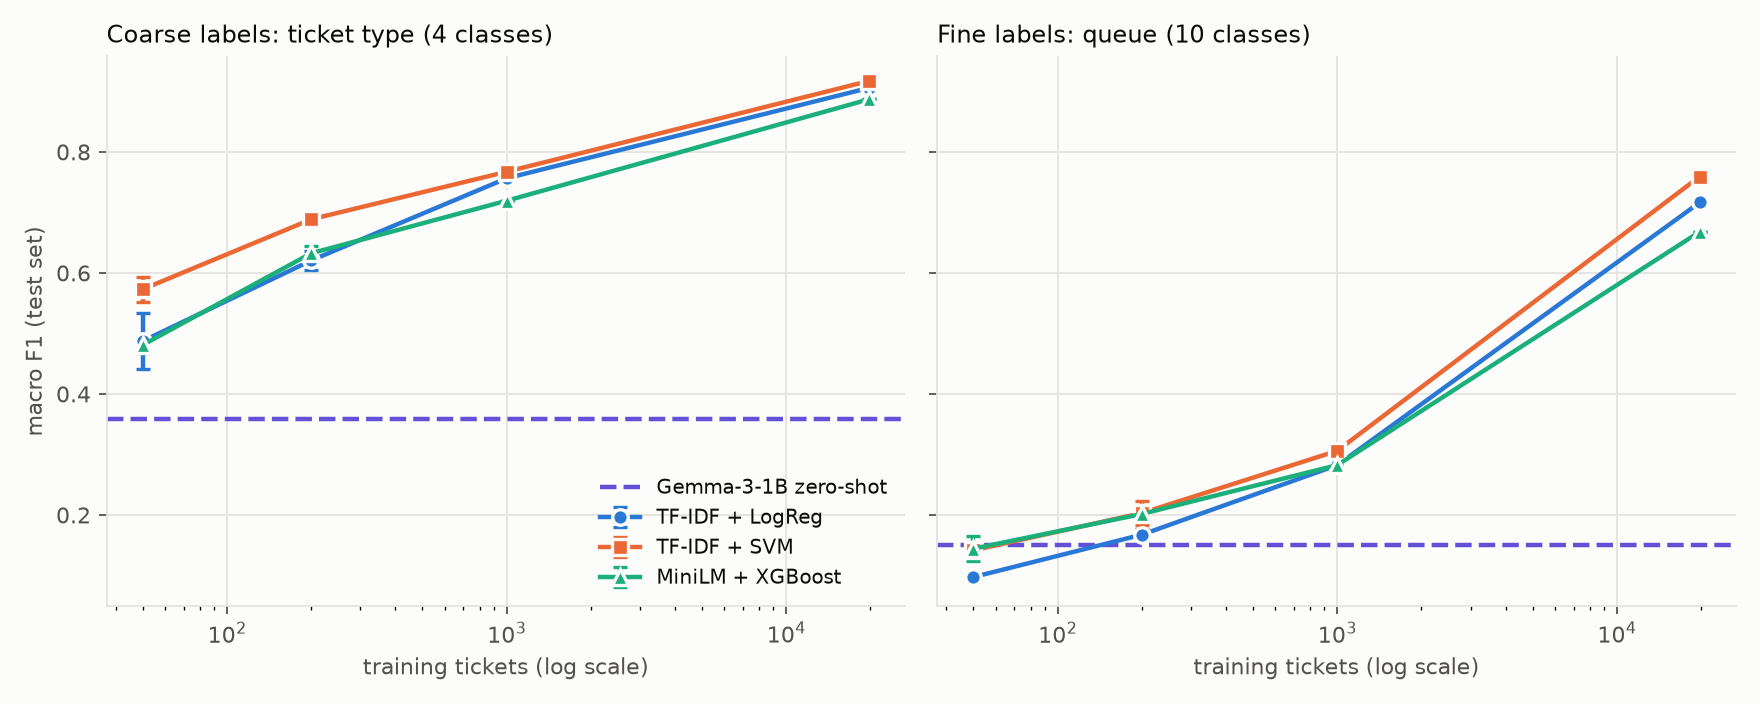 Coarse labels: ticket type (4 classes)
Fine labels: queue (10 classes)
macro F1 (test set)
0.8
0.6
0.4
0.2
Gemma-3-1B zero-shot
TF-IDF + LogReg
TF-IDF + SVM
MiniLM + XGBoost
10²
10³
10⁴
10²
10³
10⁴
training tickets (log scale)
training tickets (log scale)